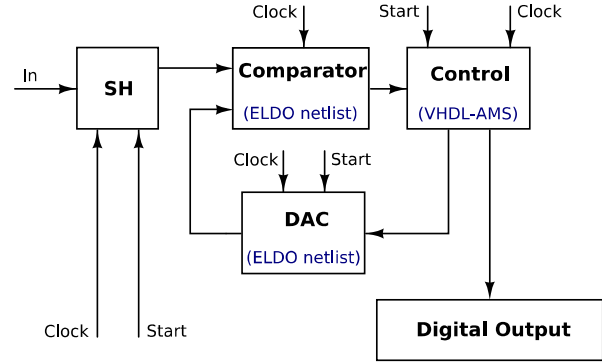 Clock
Start
Clock
In
SH
Comparator
(ELDO netlist)
Control
(VHDL-AMS)
Clock
Start
DAC
(ELDO netlist)
Clock
Start
Digital Output